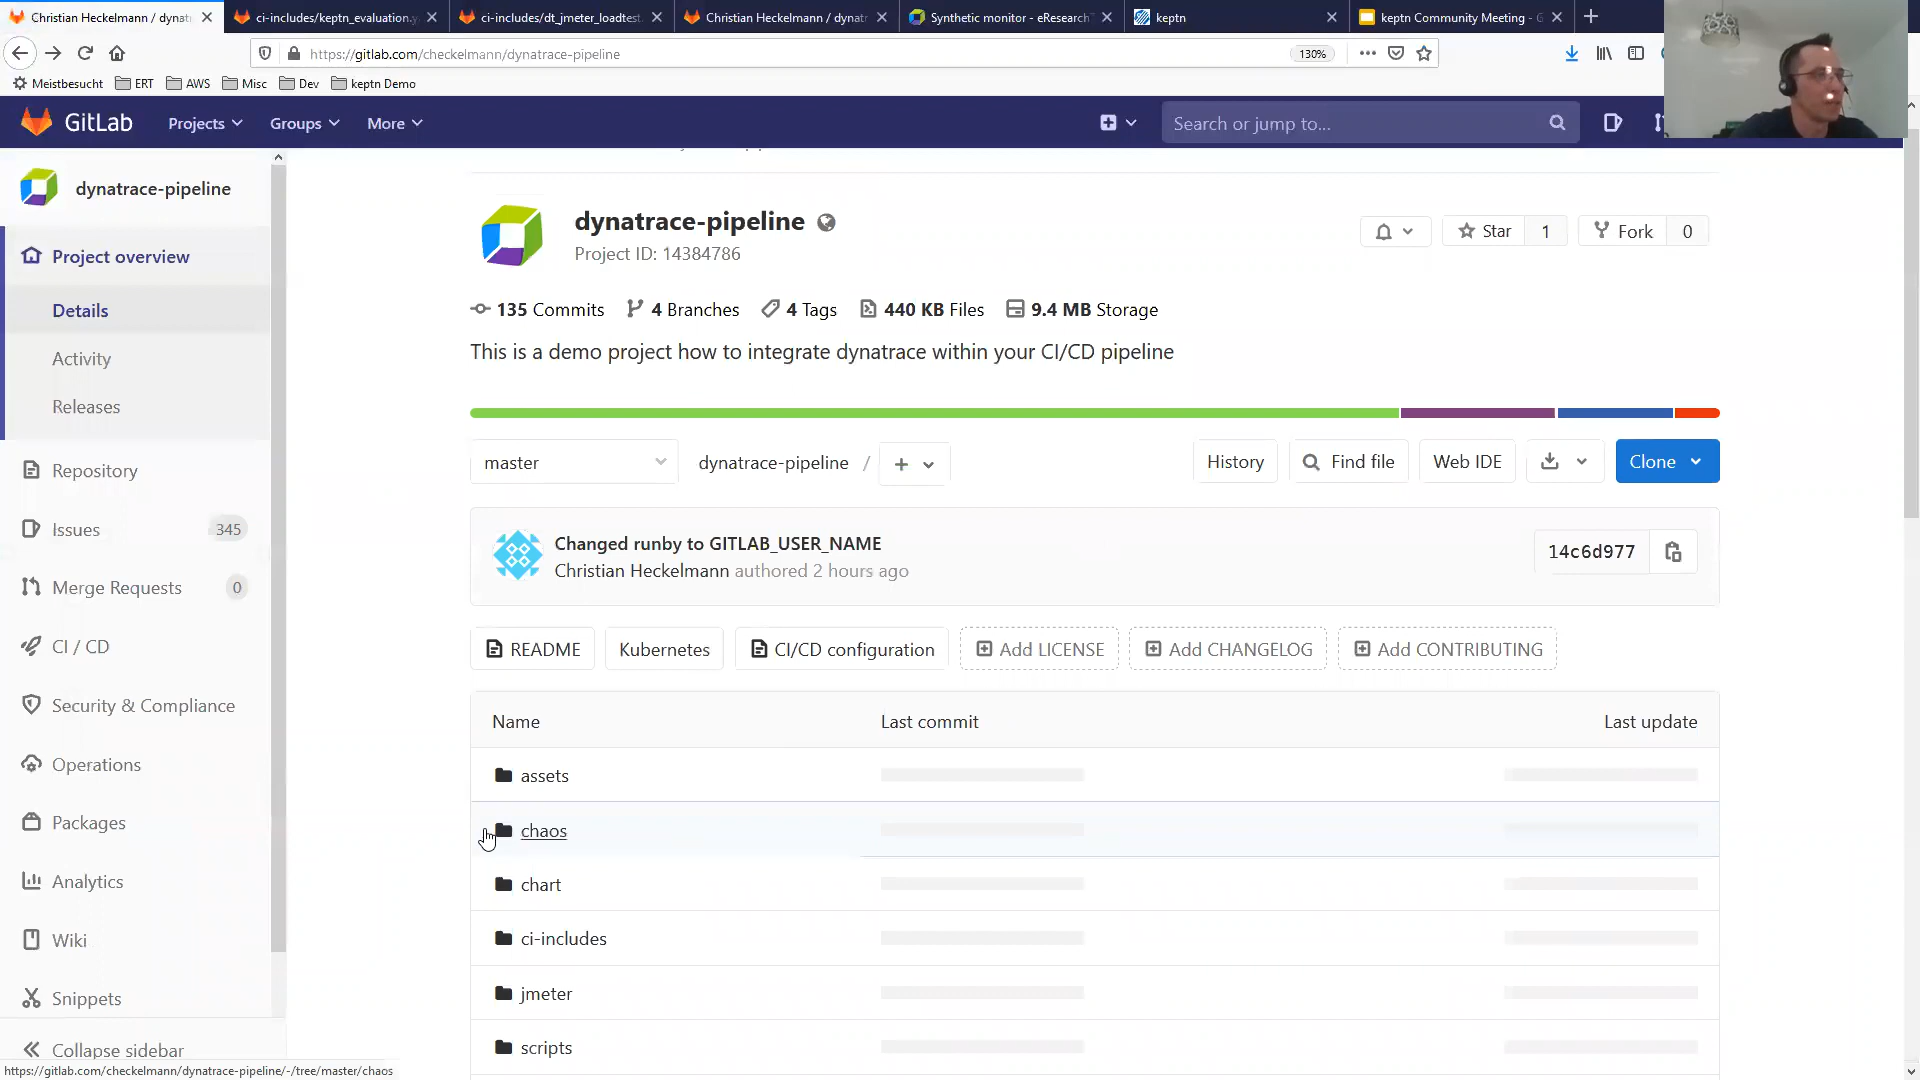 Christian Heckelmann / dynatr
ci-includes/keptn_evaluation.y
ci-includes/dt_jmeter_loadtest.
Christian Heckelmann / dynatr
Synthetic monitor - eResearchT
keptn
keptn Community Meeting - G
https://gitlab.com/checkelmann/dynatrace-pipeline
130%
Meistbesucht
ERT
AWS
Misc
Dev
keptn Demo
GitLab
Projects
Groups
More
Search or jump to...
dynatrace-pipeline
Project overview
Details
Activity
Releases
Repository
Issues
345
Merge Requests
0
CI / CD
Security & Compliance
Operations
Packages
Analytics
Wiki
Snippets
Collapse sidebar
dynatrace-pipeline
Project ID: 14384786
Star
1
Fork
0
135 Commits
4 Branches
4 Tags
440 KB Files
9.4 MB Storage
This is a demo project how to integrate dynatrace within your CI/CD pipeline
master
dynatrace-pipeline /
History
Find file
Web IDE
Clone
Changed runby to GITLAB_USER_NAME
Christian Heckelmann authored 2 hours ago
14c6d977
README
Kubernetes
CI/CD configuration
Add LICENSE
Add CHANGELOG
Add CONTRIBUTING
Name
Last commit
Last update
assets
chaos
chart
ci-includes
jmeter
scripts
https://gitlab.com/checkelmann/dynatrace-pipeline/-/tree/master/chaos